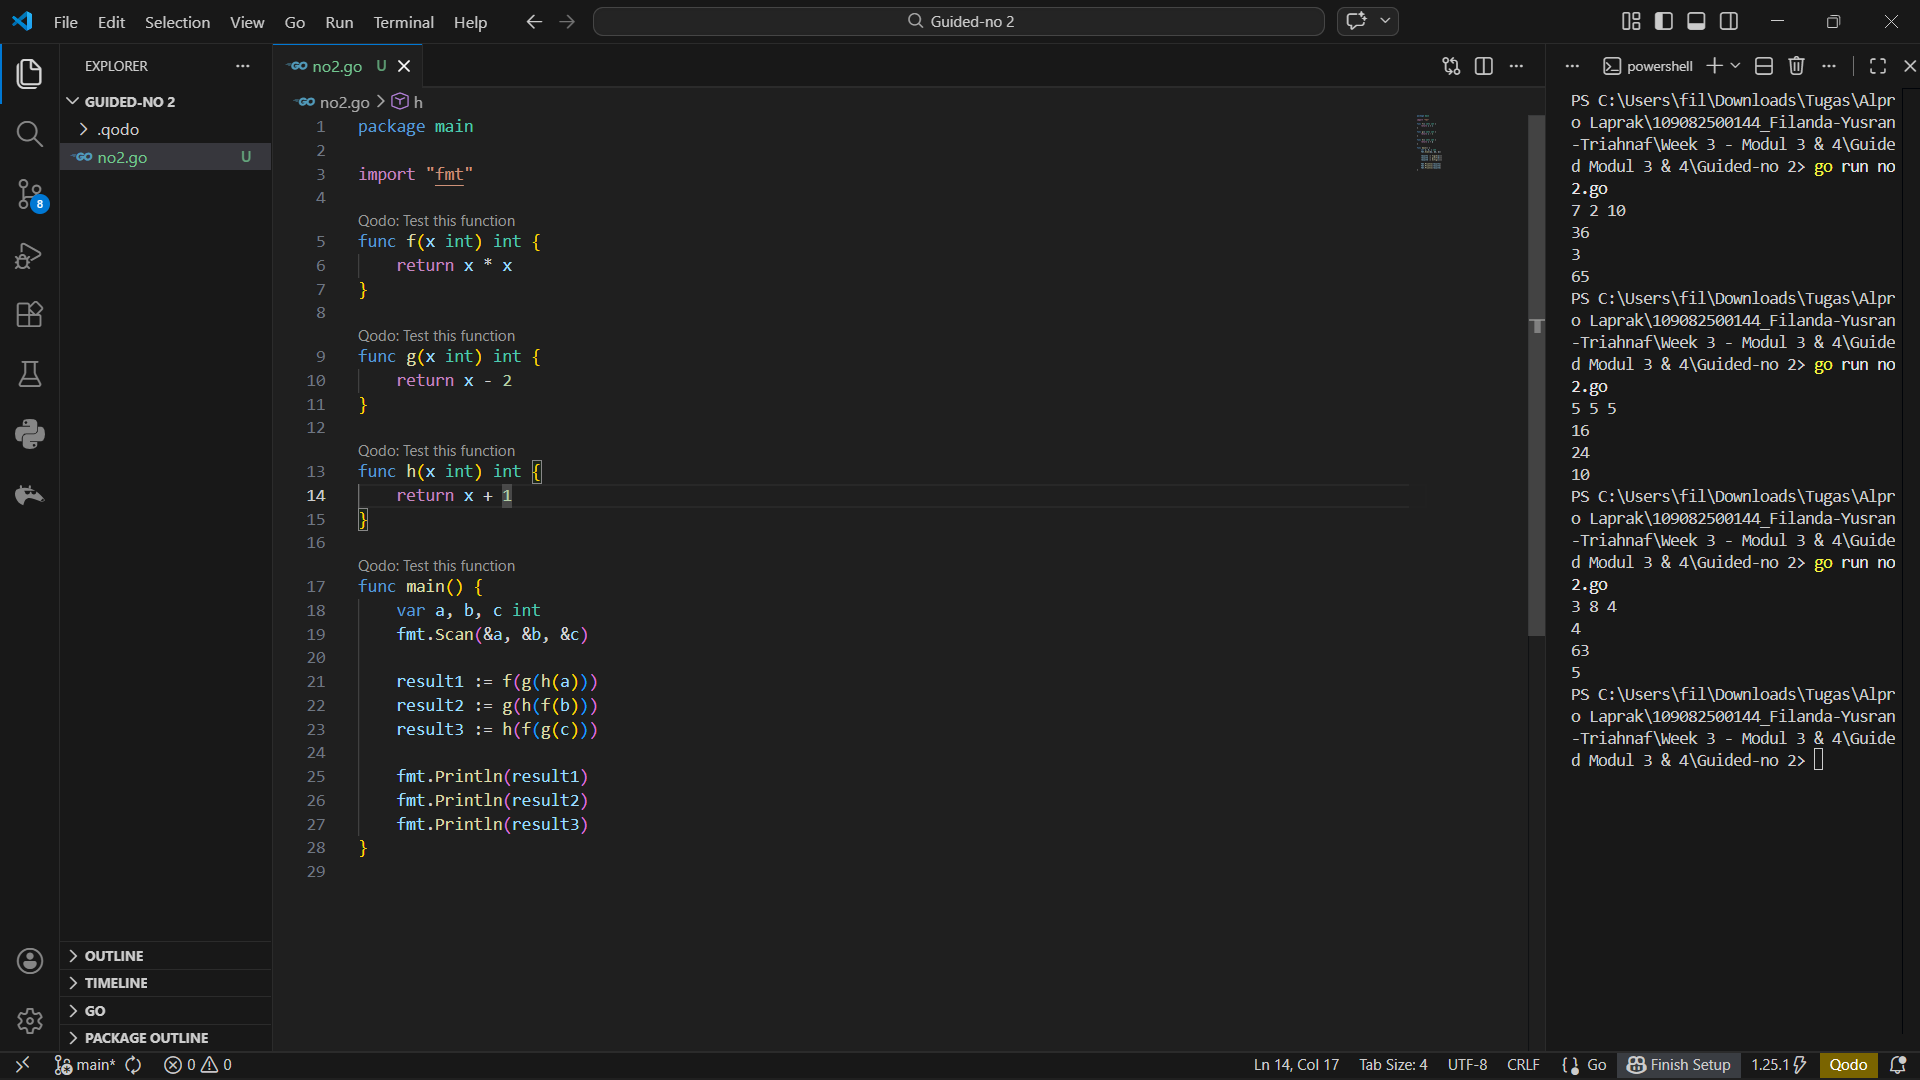 File Edit Selection View Go Run Terminal Help
Guided-no 2
EXPLORER
GUIDED-NO 2
.qodo
GO no2.go U
OUTLINE
TIMELINE
GO
PACKAGE OUTLINE
8
GO no2.go U
GO no2.go > h
1 package main
2
3 import "fmt"
4
Qodo: Test this function
5 func f(x int) int {
6 return x * x
7 }
8
Qodo: Test this function
9 func g(x int) int {
10 return x - 2
11 }
12
Qodo: Test this function
13 func h(x int) int {
14 return x + 1
15 }
16
Qodo: Test this function
17 func main() {
18 var a, b, c int
19 fmt.Scan(&a, &b, &c)
20
21 result1 := f(g(h(a)))
22 result2 := g(h(f(b)))
23 result3 := h(f(g(c)))
24
25 fmt.Println(result1)
26 fmt.Println(result2)
27 fmt.Println(result3)
28 }
29
powershell
PS C:\Users\fil\Downloads\Tugas\Alpr
o Laprak\109082500144_Filanda-Yusran
-Triahnaf\Week 3 - Modul 3 & 4\Guide
d Modul 3 & 4\Guided-no 2> go run no
2.go
7 2 10
36
3
65
PS C:\Users\fil\Downloads\Tugas\Alpr
o Laprak\109082500144_Filanda-Yusran
-Triahnaf\Week 3 - Modul 3 & 4\Guide
d Modul 3 & 4\Guided-no 2> go run no
2.go
5 5 5
16
24
10
PS C:\Users\fil\Downloads\Tugas\Alpr
o Laprak\109082500144_Filanda-Yusran
-Triahnaf\Week 3 - Modul 3 & 4\Guide
d Modul 3 & 4\Guided-no 2> go run no
2.go
3 8 4
4
63
5
PS C:\Users\fil\Downloads\Tugas\Alpr
o Laprak\109082500144_Filanda-Yusran
-Triahnaf\Week 3 - Modul 3 & 4\Guide
d Modul 3 & 4\Guided-no 2>
main* 0 0 Ln 14, Col 17 Tab Size: 4 UTF-8 CRLF Go Finish Setup 1.25.1 Qodo